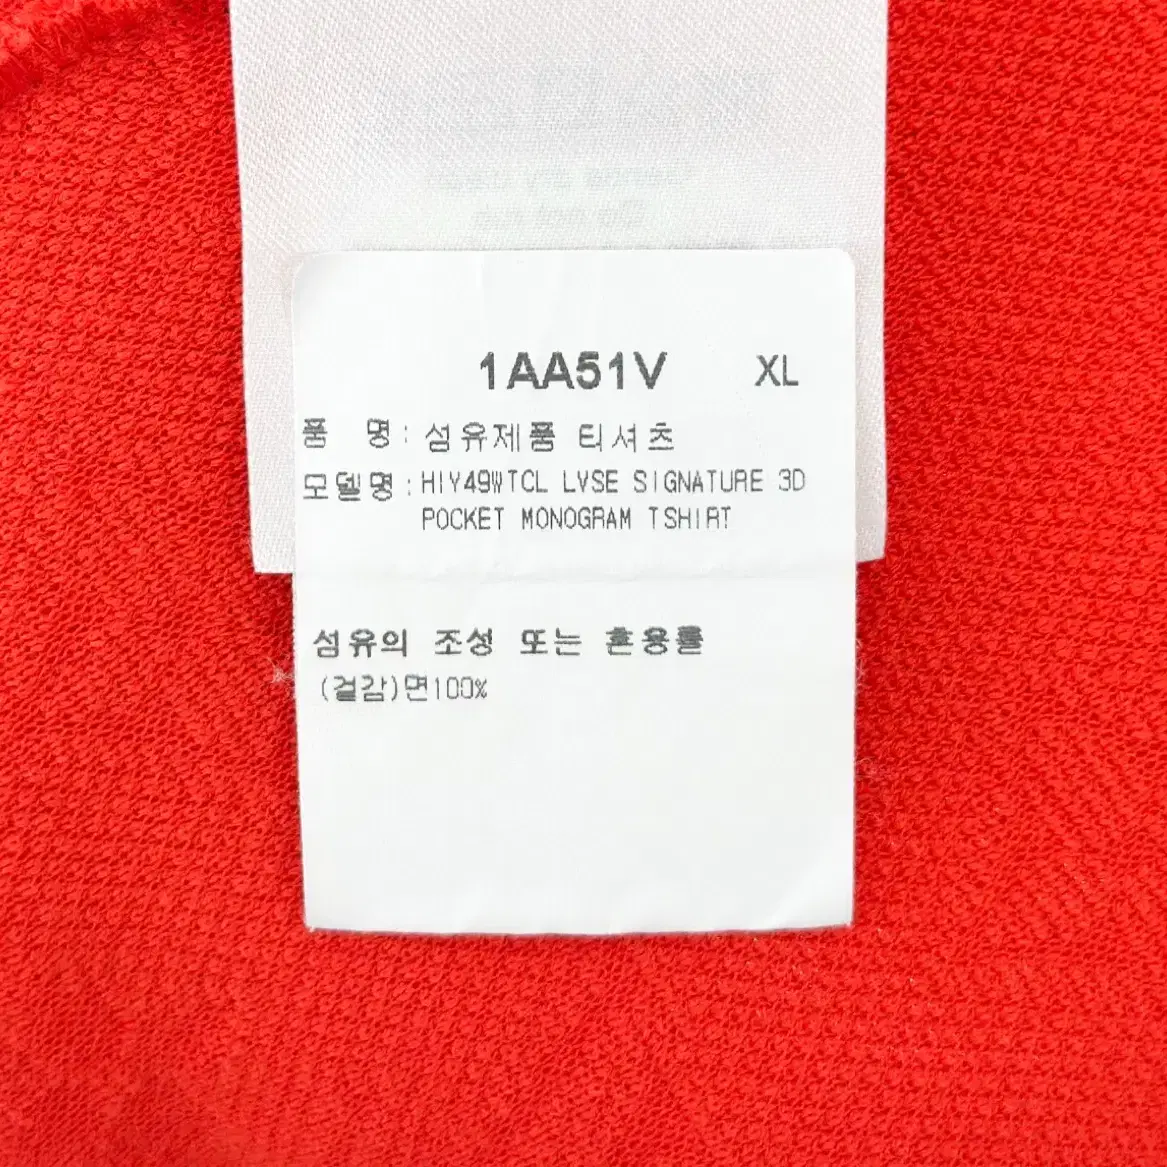 1AA51V XL
품 명 : 섬유제품 티셔츠
모델명 : HIY49WTCL LVSE SIGNATURE 3D
POCKET MONOGRAM TSHIRT
섬유의 조성 또는 혼용률
(겉감)면100%